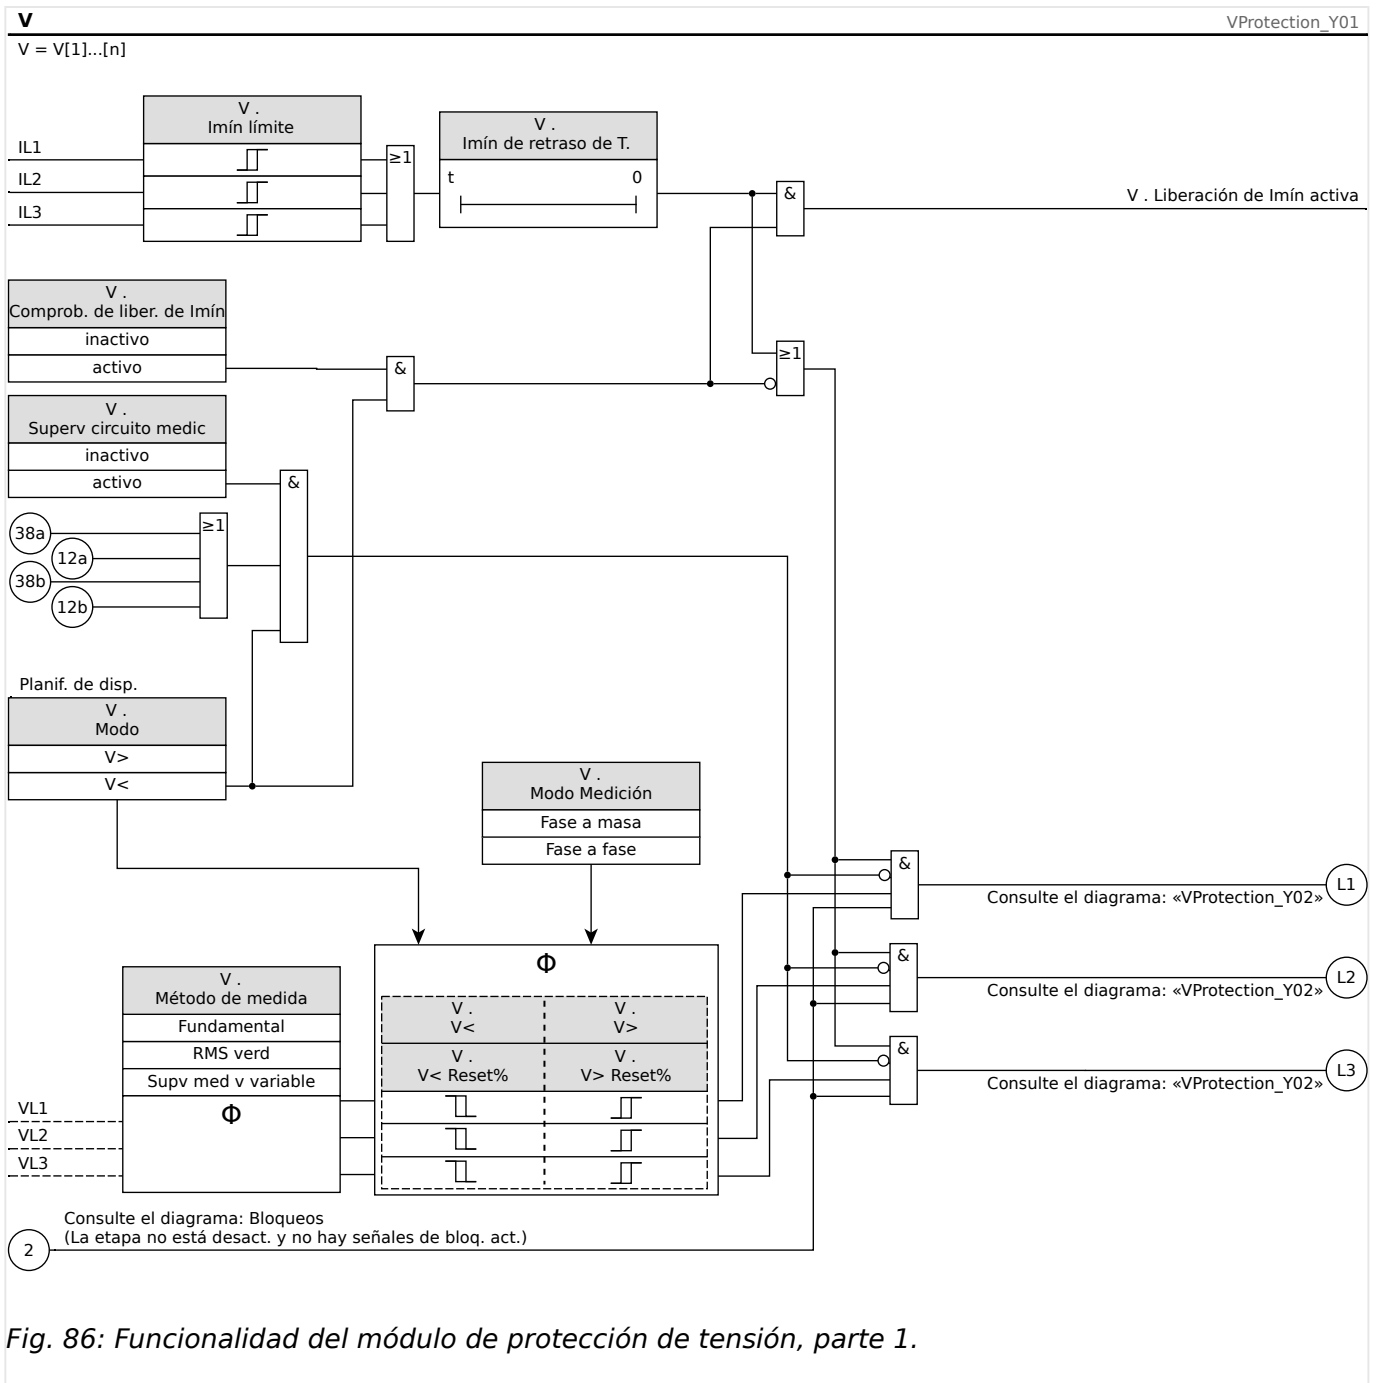 V
VProtection_Y01
V = V[1]...[n]
V .
Imín límite
IL1
IL2
IL3
≥1
V .
Imín de retraso de T.
t
0
&
V . Liberación de Imín activa
V .
Comprob. de liber. de Imín
inactivo
activo
&
≥1
V .
Superv circuito medic
inactivo
activo
&
38a
12a
38b
12b
≥1
Planif. de disp.
V .
Modo
V>
V<
V .
Modo Medición
Fase a masa
Fase a fase
&
L1
Consulte el diagrama: «VProtection_Y02»
&
L2
Consulte el diagrama: «VProtection_Y02»
&
L3
Consulte el diagrama: «VProtection_Y02»
V .
Método de medida
Fundamental
RMS verd
Supv med v variable
Φ
VL1
VL2
VL3
Φ
V .
V<
V .
V>
V .
V< Reset%
V .
V> Reset%
2
Consulte el diagrama: Bloqueos
(La etapa no está desact. y no hay señales de bloq. act.)
Fig. 86: Funcionalidad del módulo de protección de tensión, parte 1.